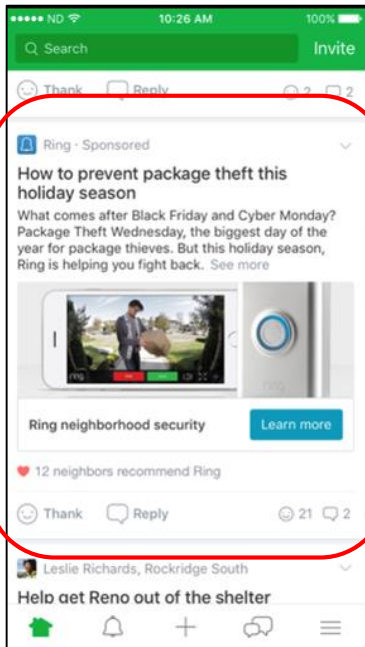 ND 10:26 AM 100%
Search Invite
Thank Reply 2 2
Ring · Sponsored
How to prevent package theft this
holiday season
What comes after Black Friday and Cyber Monday?
Package Theft Wednesday, the biggest day of the
year for package thieves. But this holiday season,
Ring is helping you fight back. See more
ring
ring
Ring neighborhood security Learn more
12 neighbors recommend Ring
Thank Reply 21 2
Leslie Richards, Rockridge South
Help get Reno out of the shelter